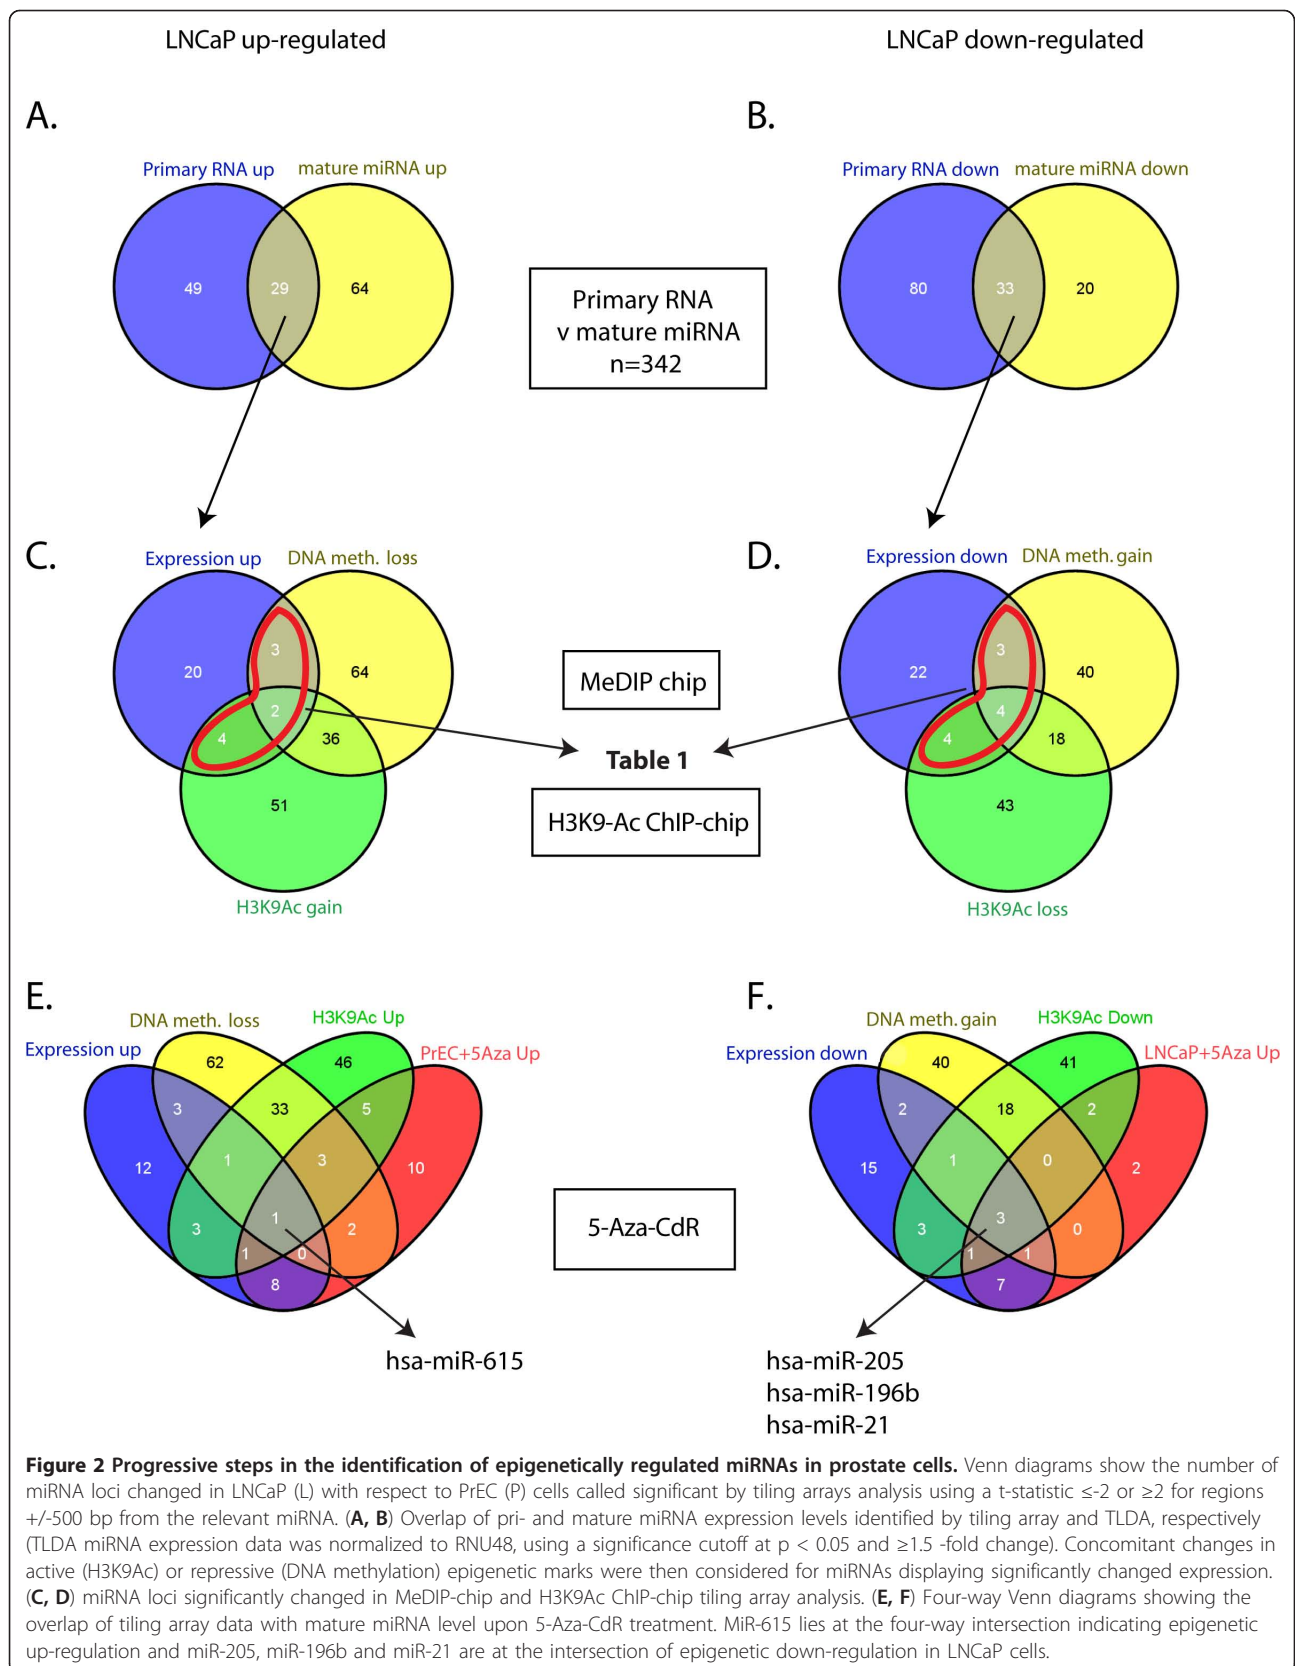 LNCaP up-regulated
LNCaP down-regulated
A.
B.
Primary RNA up
mature miRNA up
Primary RNA down
mature miRNA down
49
29
64
80
33
20
Primary RNA
v mature miRNA
n=342
C.
D.
Expression up
DNA meth. loss
Expression down
DNA meth. gain
3
20
64
2
4
36
51
H3K9Ac gain
3
22
40
4
4
18
43
H3K9Ac loss
MeDIP chip
Table 1
H3K9-Ac ChIP-chip
E.
F.
DNA meth. loss
H3K9Ac Up
Expression up
PrEC+5Aza Up
62
46
3
33
5
12
1
3
10
3
1
2
1
0
8
hsa-miR-615
DNA meth. gain
H3K9Ac Down
Expression down
LNCaP+5Aza Up
40
41
2
18
2
15
1
0
2
3
3
0
1
1
7
hsa-miR-205
hsa-miR-196b
hsa-miR-21
5-Aza-CdR
Figure 2 Progressive steps in the identification of epigenetically regulated miRNAs in prostate cells. Venn diagrams show the number of
miRNA loci changed in LNCaP (L) with respect to PrEC (P) cells called significant by tiling arrays analysis using a t-statistic ≤-2 or ≥2 for regions
+/-500 bp from the relevant miRNA. (A, B) Overlap of pri- and mature miRNA expression levels identified by tiling array and TLDA, respectively
(TLDA miRNA expression data was normalized to RNU48, using a significance cutoff at p < 0.05 and ≥1.5 -fold change). Concomitant changes in
active (H3K9Ac) or repressive (DNA methylation) epigenetic marks were then considered for miRNAs displaying significantly changed expression.
(C, D) miRNA loci significantly changed in MeDIP-chip and H3K9Ac ChIP-chip tiling array analysis. (E, F) Four-way Venn diagrams showing the
overlap of tiling array data with mature miRNA level upon 5-Aza-CdR treatment. MiR-615 lies at the four-way intersection indicating epigenetic
up-regulation and miR-205, miR-196b and miR-21 are at the intersection of epigenetic down-regulation in LNCaP cells.